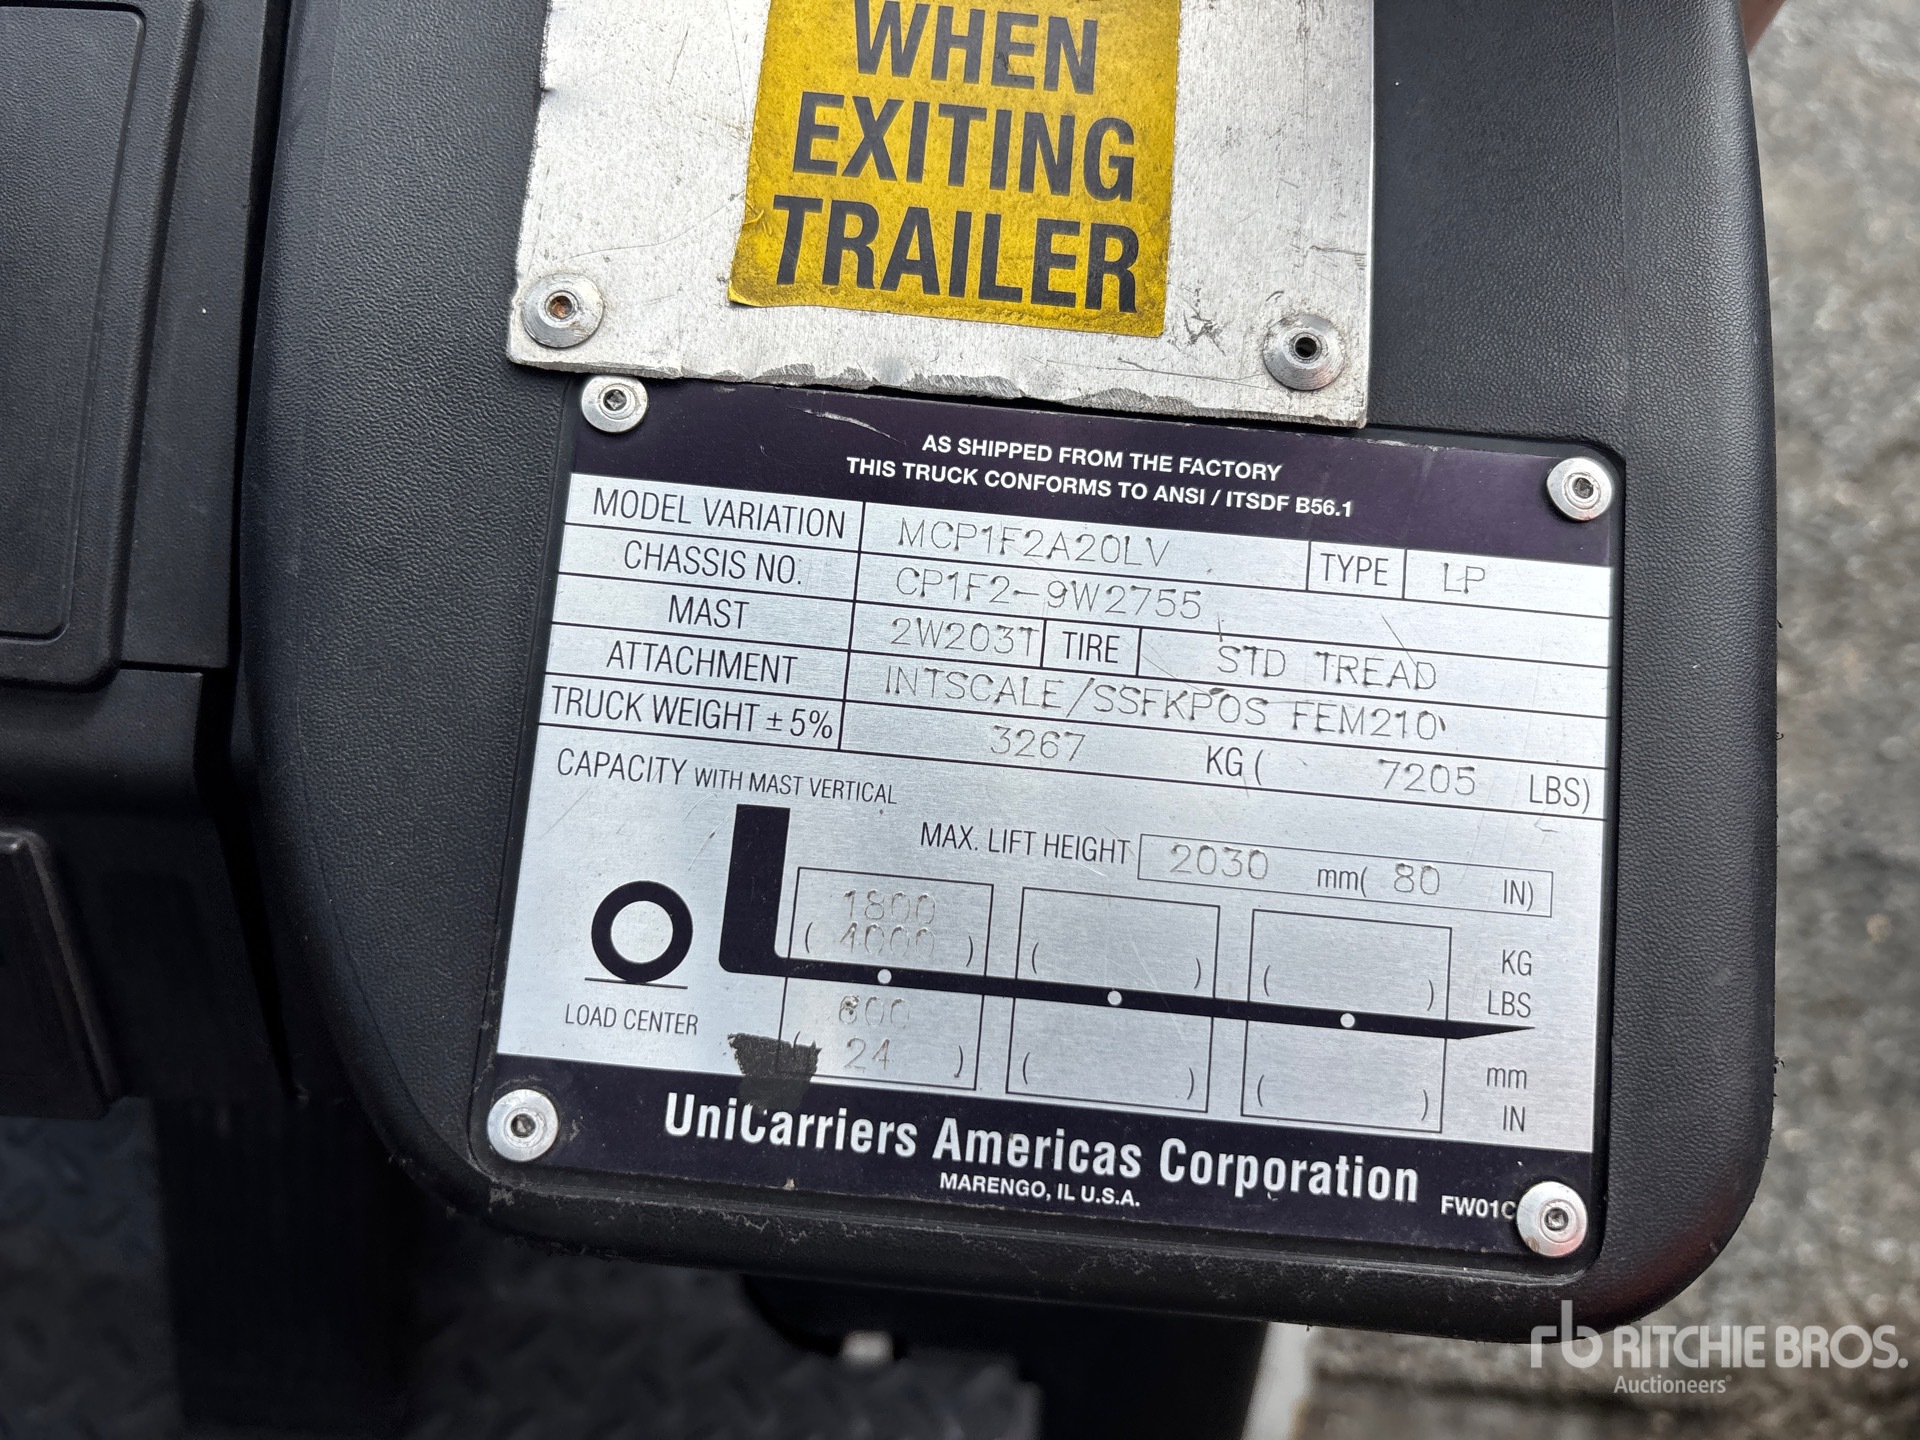 WHEN
EXITING
TRAILER
AS SHIPPED FROM THE FACTORY
THIS TRUCK CONFORMS TO ANSI / ITSDF B56.1
MODEL VARIATION MCP1F2A20LV TYPE LP
CHASSIS NO. CP1F2-9W2755
MAST 2W203T TIRE STD TREAD
ATTACHMENT INTSCALE/SSFKPOS FEM210
TRUCK WEIGHT ± 5% 3267 KG ( 7205 LBS)
CAPACITY WITH MAST VERTICAL
MAX. LIFT HEIGHT 2030 mm( 80 IN)
1800 KG
( 4000 ) ( ) ( ) LBS
LOAD CENTER 600 mm
( 24 ) ( ) ( ) IN
UniCarriers Americas Corporation
MARENGO, IL U.S.A.
FW01C
rb RITCHIE BROS.
Auctioneers